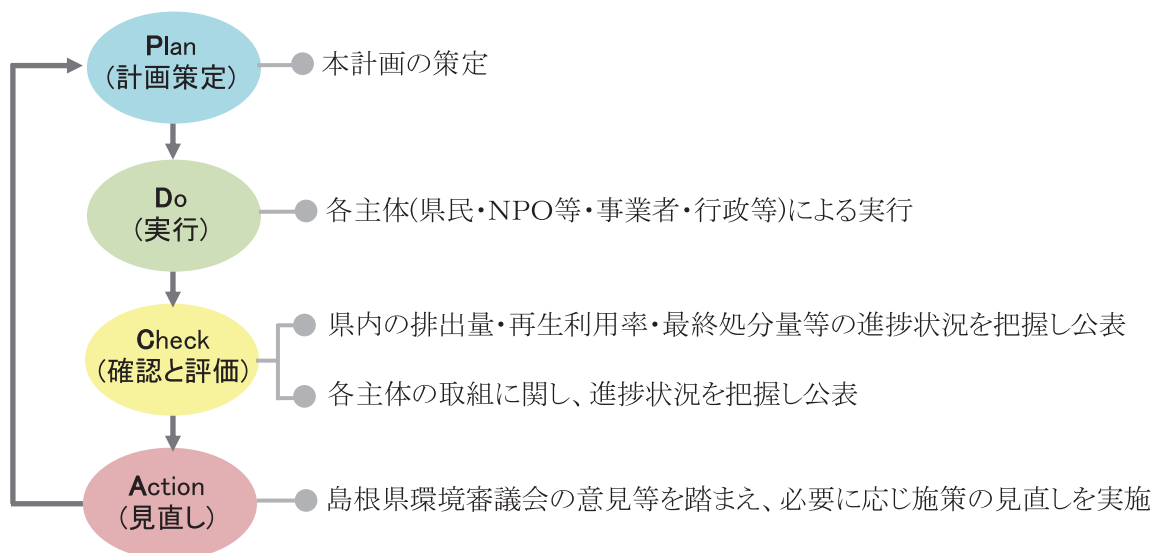 Plan
(計画策定)
本計画の策定
Do
(実行)
各主体(県民・NPO等・事業者・行政等)による実行
Check
(確認と評価)
県内の排出量・再生利用率・最終処分量等の進捗状況を把握し公表
各主体の取組に関し、進捗状況を把握し公表
Action
(見直し)
島根県環境審議会の意見等を踏まえ、必要に応じ施策の見直しを実施